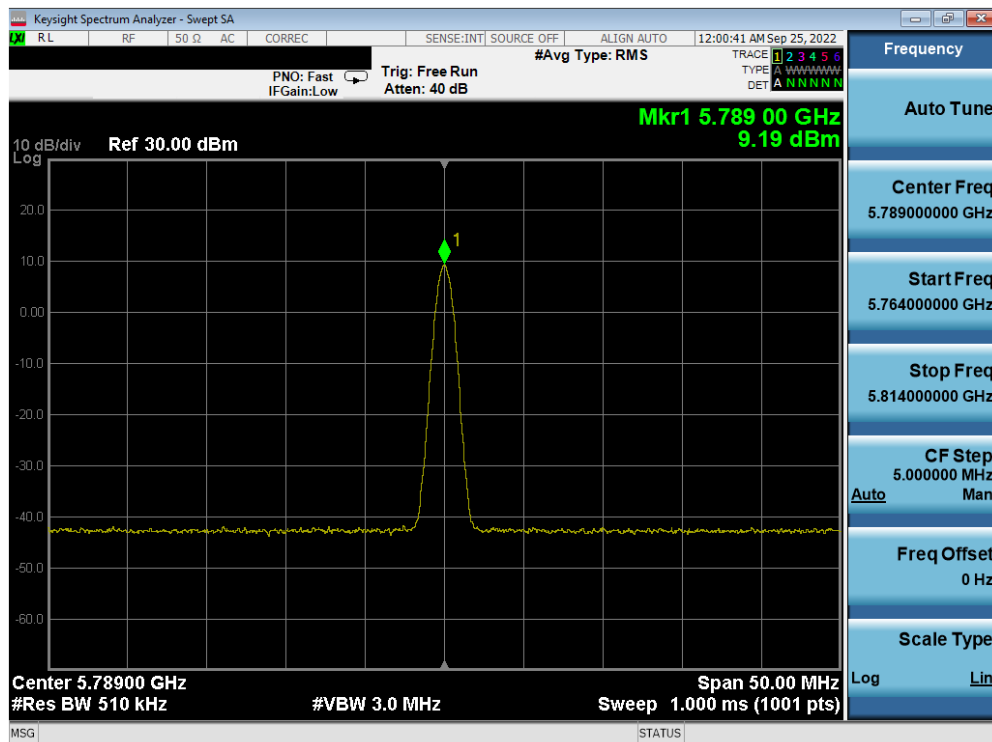 Keysight Spectrum Analyzer - Swept SA
LXI RL RF 50 Ω AC CORREC SENSE:INT SOURCE OFF ALIGN AUTO 12:00:41 AM Sep 25, 2022
#Avg Type: RMS
TRACE 1 2 3 4 5 6
PNO: Fast Trig: Free Run TYPE A WWWWW
IFGain:Low Atten: 40 dB DET A N N N N N
Mkr1 5.789 00 GHz
9.19 dBm
10 dB/div Ref 30.00 dBm
Log
1
20.0
10.0
0.00
-10.0
-20.0
-30.0
-40.0
-50.0
-60.0
Center 5.78900 GHz Span 50.00 MHz
#Res BW 510 kHz #VBW 3.0 MHz Sweep 1.000 ms (1001 pts)
MSG STATUS
Frequency
Auto Tune
Center Freq
5.789000000 GHz
Start Freq
5.764000000 GHz
Stop Freq
5.814000000 GHz
CF Step
5.000000 MHz
Auto Man
Freq Offset
0 Hz
Scale Type
Log Lin